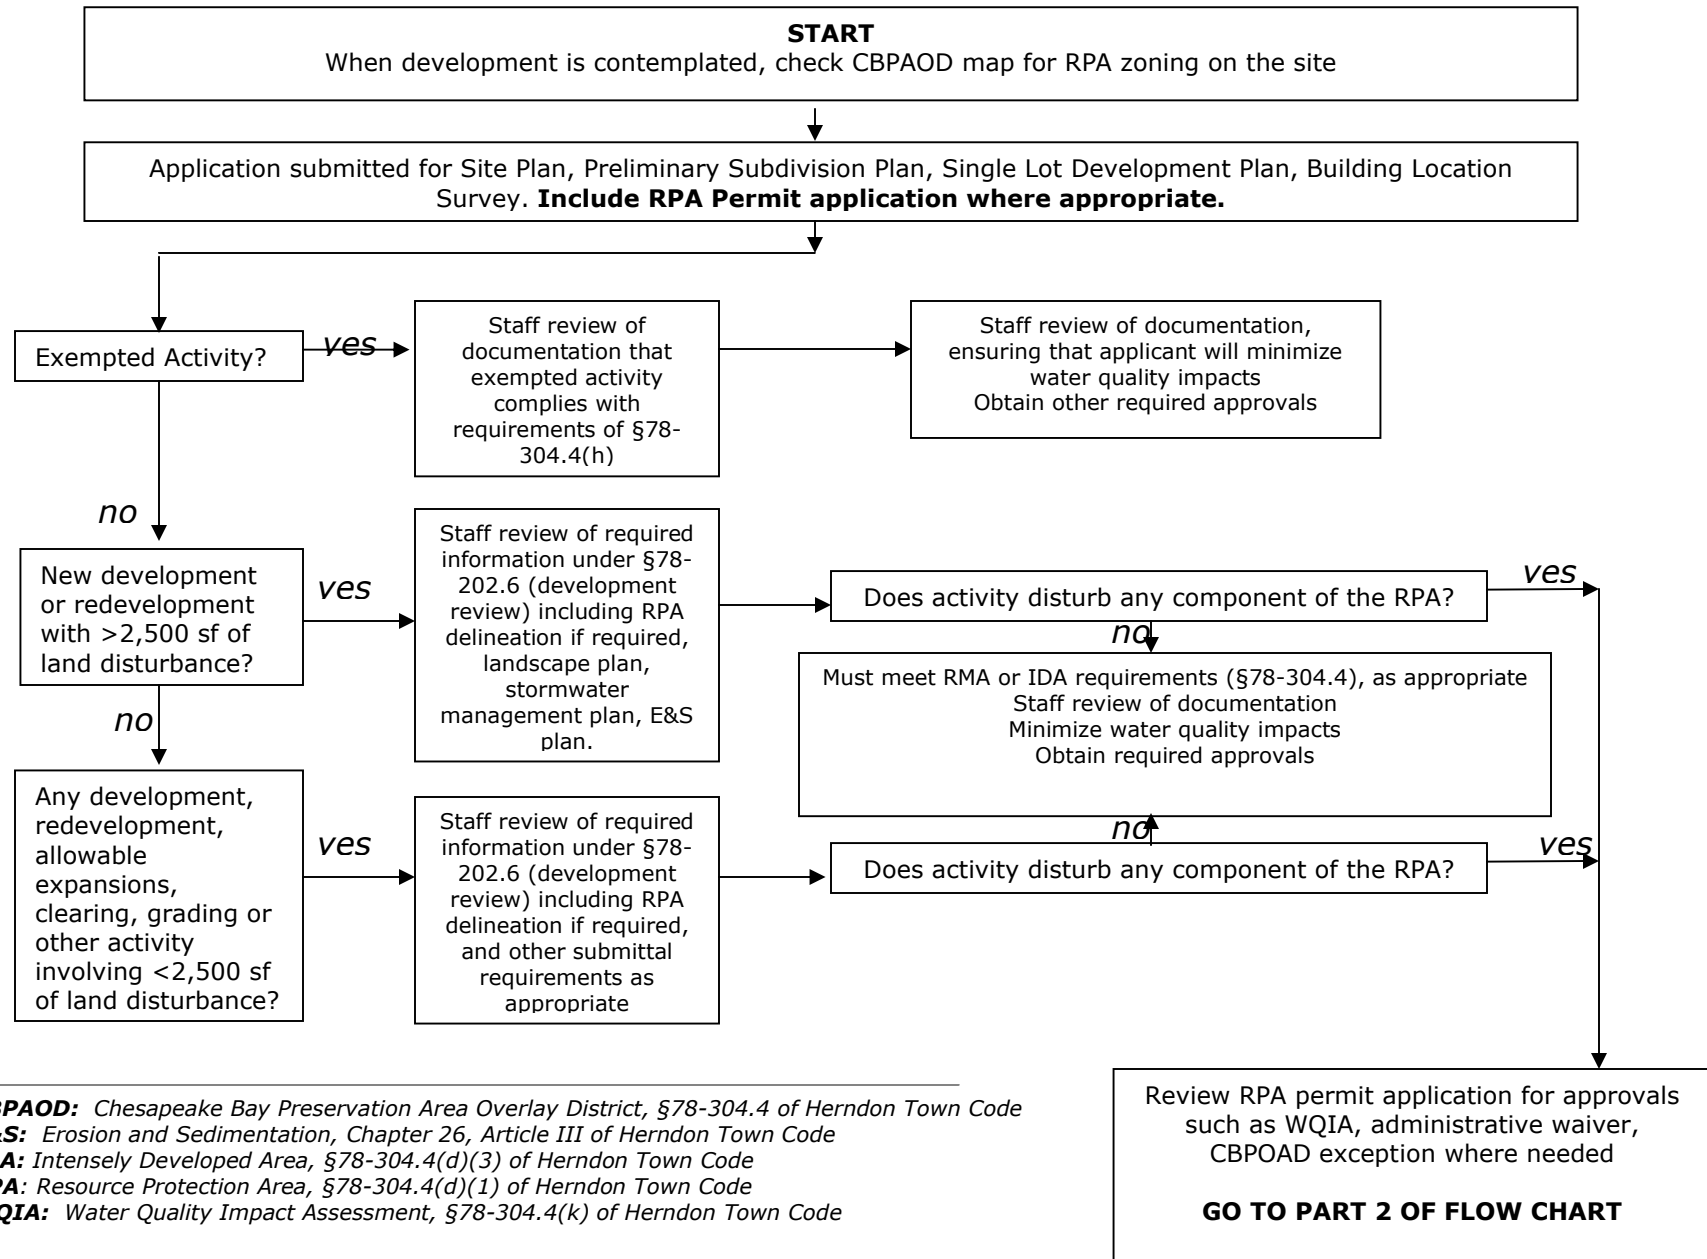 START
When development is contemplated, check CBPAOD map for RPA zoning on the site
Application submitted for Site Plan, Preliminary Subdivision Plan, Single Lot Development Plan, Building Location
Survey. Include RPA Permit application where appropriate.
Exempted Activity?
yes
Staff review of
documentation that
exempted activity
complies with
requirements of §78-
304.4(h)
Staff review of documentation,
ensuring that applicant will minimize
water quality impacts
Obtain other required approvals
no
New development
or redevelopment
with >2,500 sf of
land disturbance?
yes
Staff review of required
information under §78-
202.6 (development
review) including RPA
delineation if required,
landscape plan,
stormwater
management plan, E&S
plan.
Does activity disturb any component of the RPA?
yes
no
Must meet RMA or IDA requirements (§78-304.4), as appropriate
Staff review of documentation
Minimize water quality impacts
Obtain required approvals
no
Any development,
redevelopment,
allowable
expansions,
clearing, grading or
other activity
involving <2,500 sf
of land disturbance?
yes
Staff review of required
information under §78-
202.6 (development
review) including RPA
delineation if required,
and other submittal
requirements as
appropriate
no
Does activity disturb any component of the RPA?
yes
Review RPA permit application for approvals
such as WQIA, administrative waiver,
CBPOAD exception where needed
GO TO PART 2 OF FLOW CHART
BPAOD: Chesapeake Bay Preservation Area Overlay District, §78-304.4 of Herndon Town Code
&S: Erosion and Sedimentation, Chapter 26, Article III of Herndon Town Code
A: Intensely Developed Area, §78-304.4(d)(3) of Herndon Town Code
PA: Resource Protection Area, §78-304.4(d)(1) of Herndon Town Code
QIA: Water Quality Impact Assessment, §78-304.4(k) of Herndon Town Code